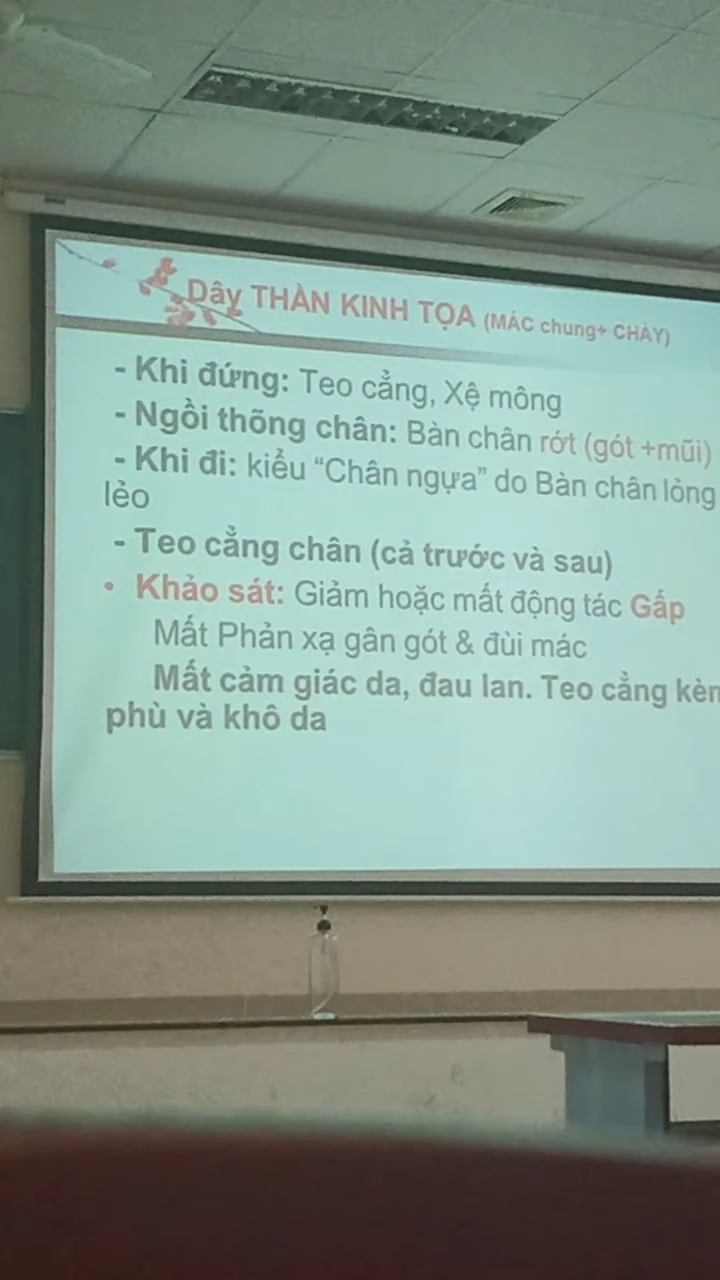 Dây THẦN KINH TỌA (MÁC chung+ CHÀY)
- Khi đứng: Teo cẳng, Xệ mông
- Ngồi thõng chân: Bàn chân rớt (gót +mũi)
- Khi đi: kiểu “Chân ngựa” do Bàn chân lỏng
lẻo
- Teo cẳng chân (cả trước và sau)
• Khảo sát: Giảm hoặc mất động tác Gấp
Mất Phản xạ gân gót & đùi mác
Mất cảm giác da, đau lan. Teo cẳng kèm
phù và khô da